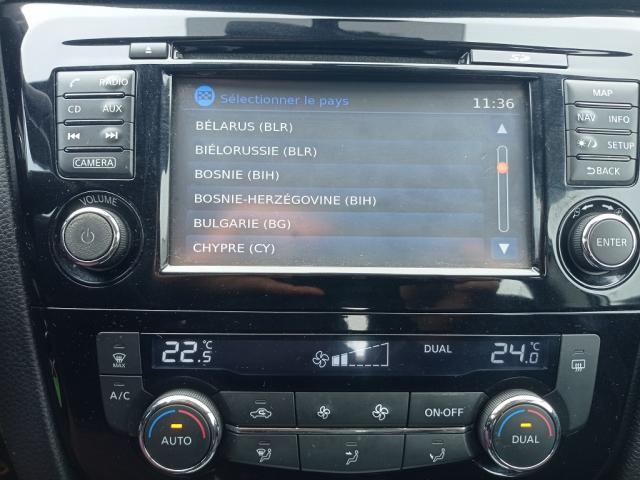 SD
RADIO
CD AUX
CAMERA
VOLUME
Sélectionner le pays 11:36
BÉLARUS (BLR)
BIÉLORUSSIE (BLR)
BOSNIE (BIH)
BOSNIE-HERZÉGOVINE (BIH)
BULGARIE (BG)
CHYPRE (CY)
MAP
NAV INFO
SETUP
BACK
ENTER
22.5 °C DUAL 24.0 °C
MAX
A/C
AUTO
ON·OFF
DUAL